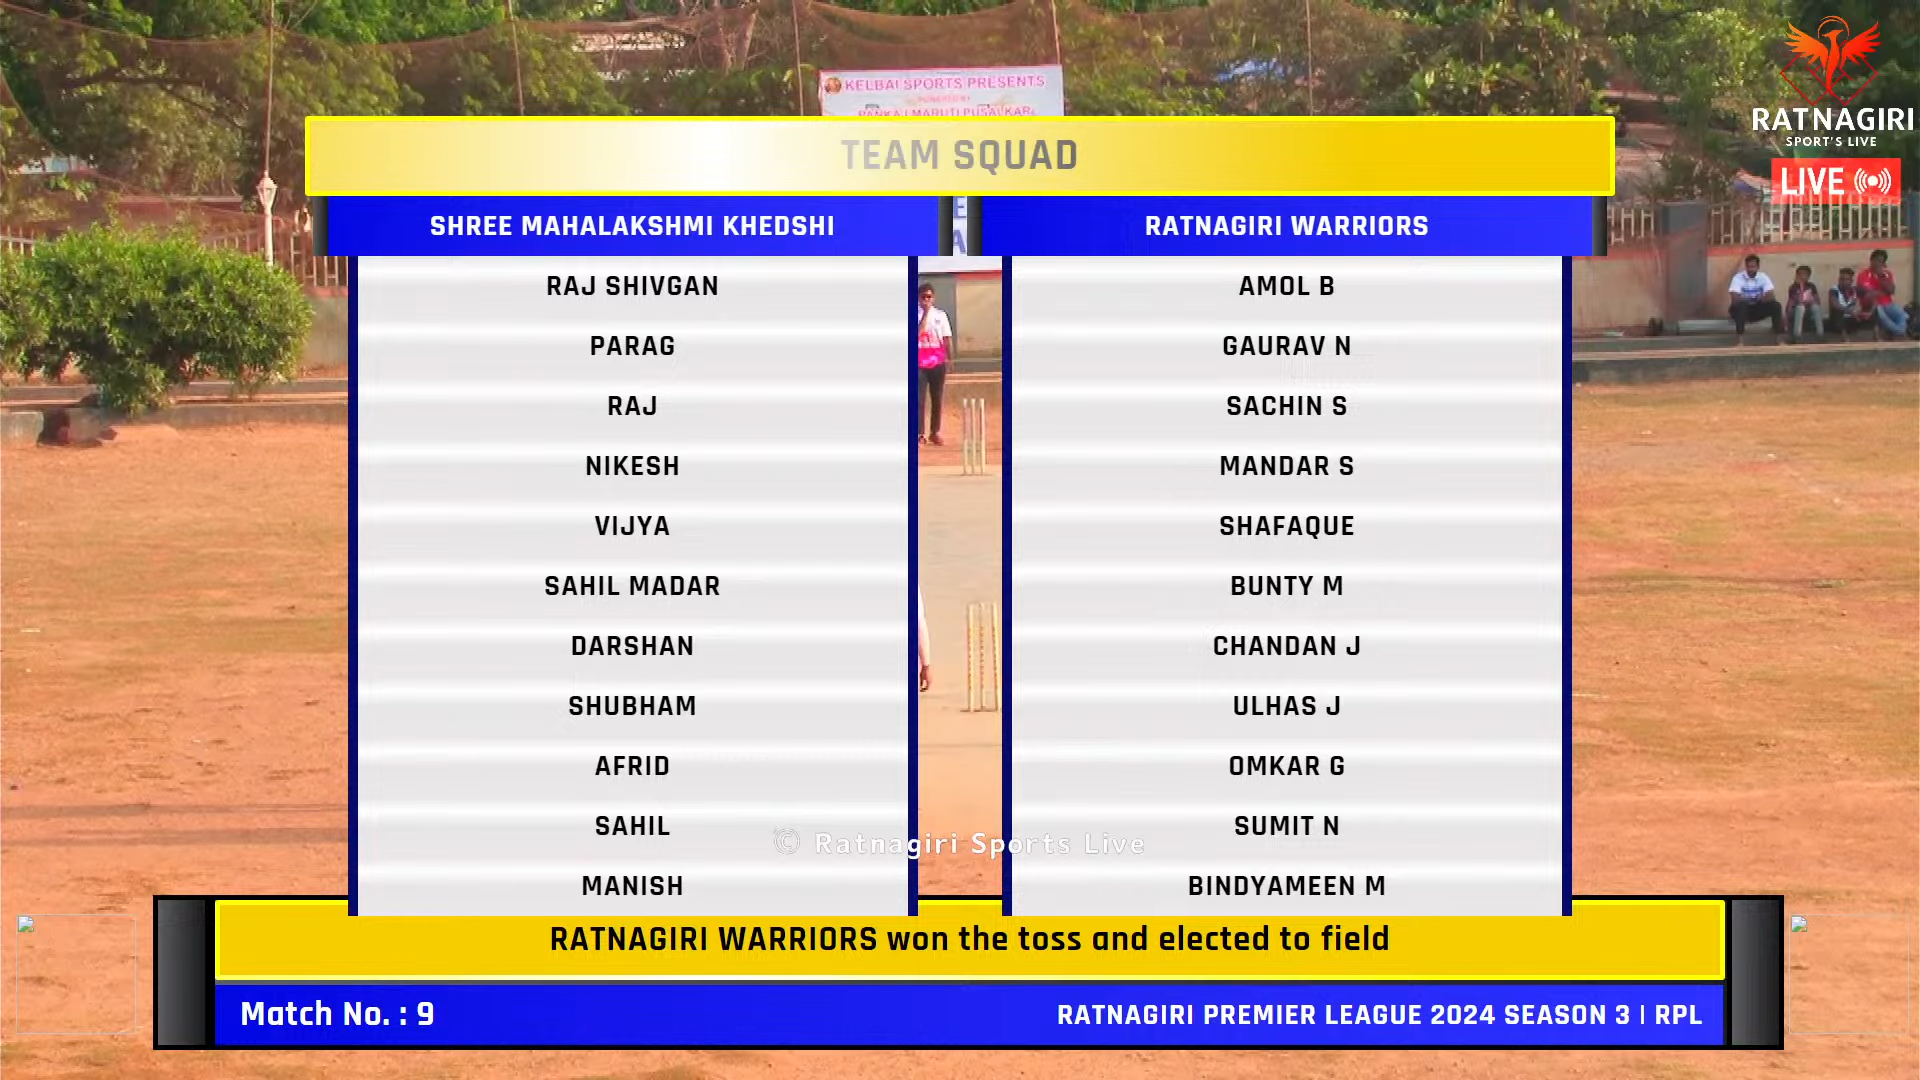 KELBAI SPORTS PRESENTS
PANKAJ MARUTI PUSALKAR
RATNAGIRI
SPORT'S LIVE
LIVE
TEAM SQUAD
SHREE MAHALAKSHMI KHEDSHI
RAJ SHIVGAN
PARAG
RAJ
NIKESH
VIJYA
SAHIL MADAR
DARSHAN
SHUBHAM
AFRID
SAHIL
MANISH
RATNAGIRI WARRIORS
AMOL B
GAURAV N
SACHIN S
MANDAR S
SHAFAQUE
BUNTY M
CHANDAN J
ULHAS J
OMKAR G
SUMIT N
BINDYAMEEN M
© Ratnagiri Sports Live
RATNAGIRI WARRIORS won the toss and elected to field
Match No. : 9
RATNAGIRI PREMIER LEAGUE 2024 SEASON 3 | RPL